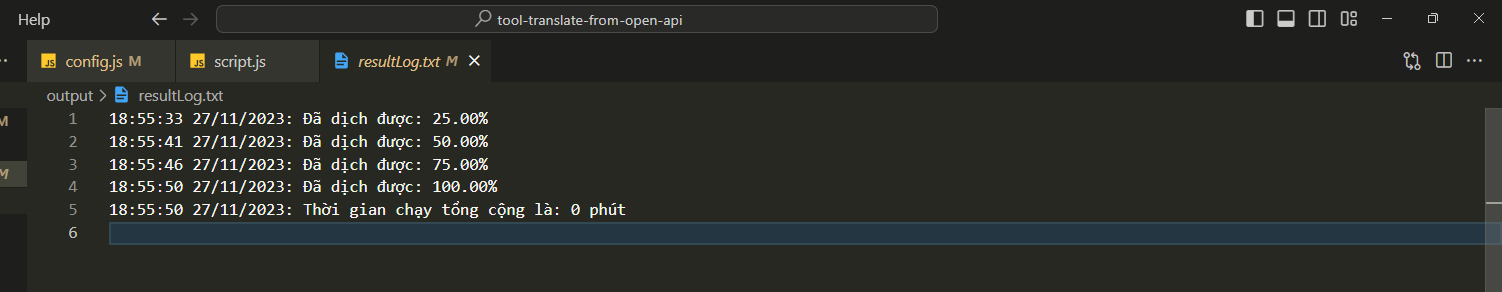 Help
tool-translate-from-open-api
config.js M
script.js
resultLog.txt M
output > resultLog.txt
M
M
1 18:55:33 27/11/2023: Đã dịch được: 25.00%
2 18:55:41 27/11/2023: Đã dịch được: 50.00%
3 18:55:46 27/11/2023: Đã dịch được: 75.00%
4 18:55:50 27/11/2023: Đã dịch được: 100.00%
5 18:55:50 27/11/2023: Thời gian chạy tổng cộng là: 0 phút
6